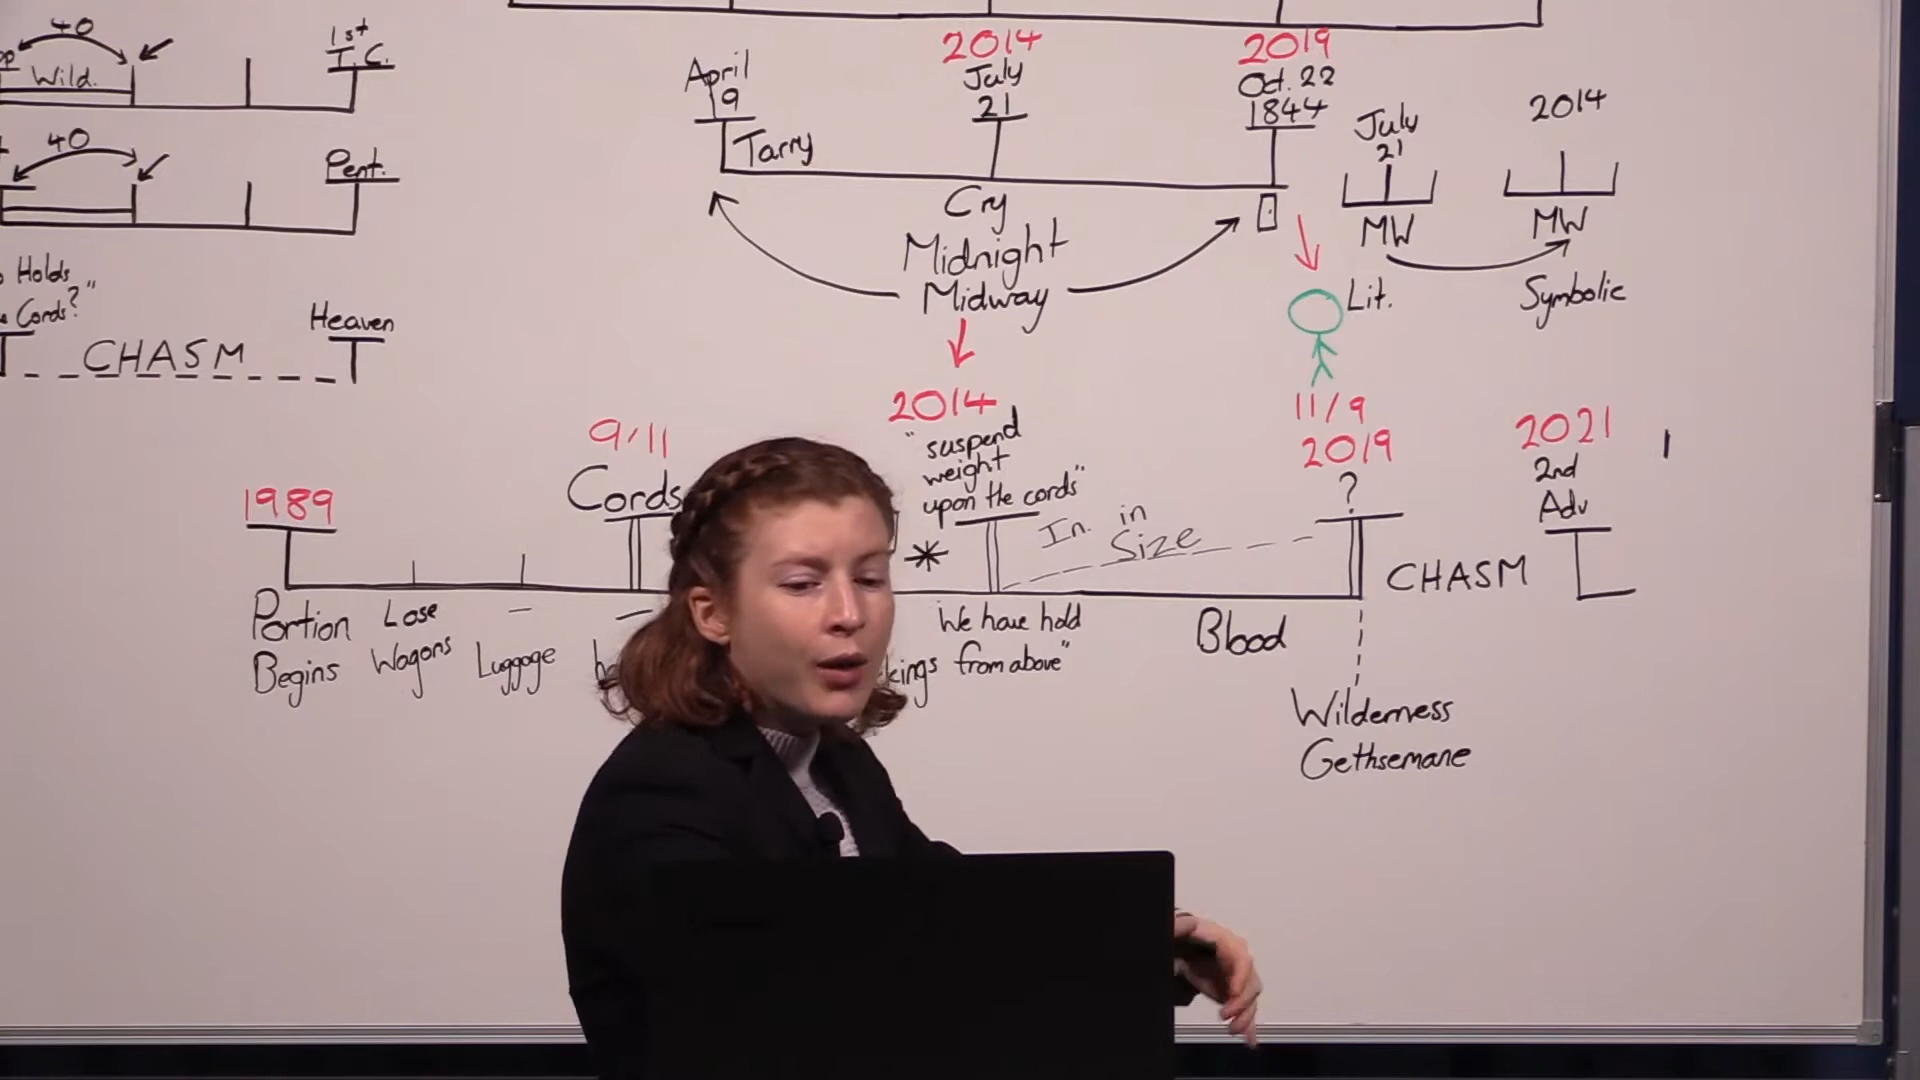 40
Wild.
1st
T.C.
40
Pent.
Holds
Cords?"
CHASM
Heaven
April
19
Tarry
2014
July
21
Cry
Midnight
Midway
2019
Oct. 22
1844
July
21
MW
2014
MW
Lit.
Symbolic
1989
Portion
Begins
Lose
Wagons
Luggage
9/11
Cords
2014
"suspend
weight
upon the cords"
We have hold
from above"
In. in
Size
Blood
11/9
2019
?
CHASM
2021
2nd
Adv
Wilderness
Gethsemane